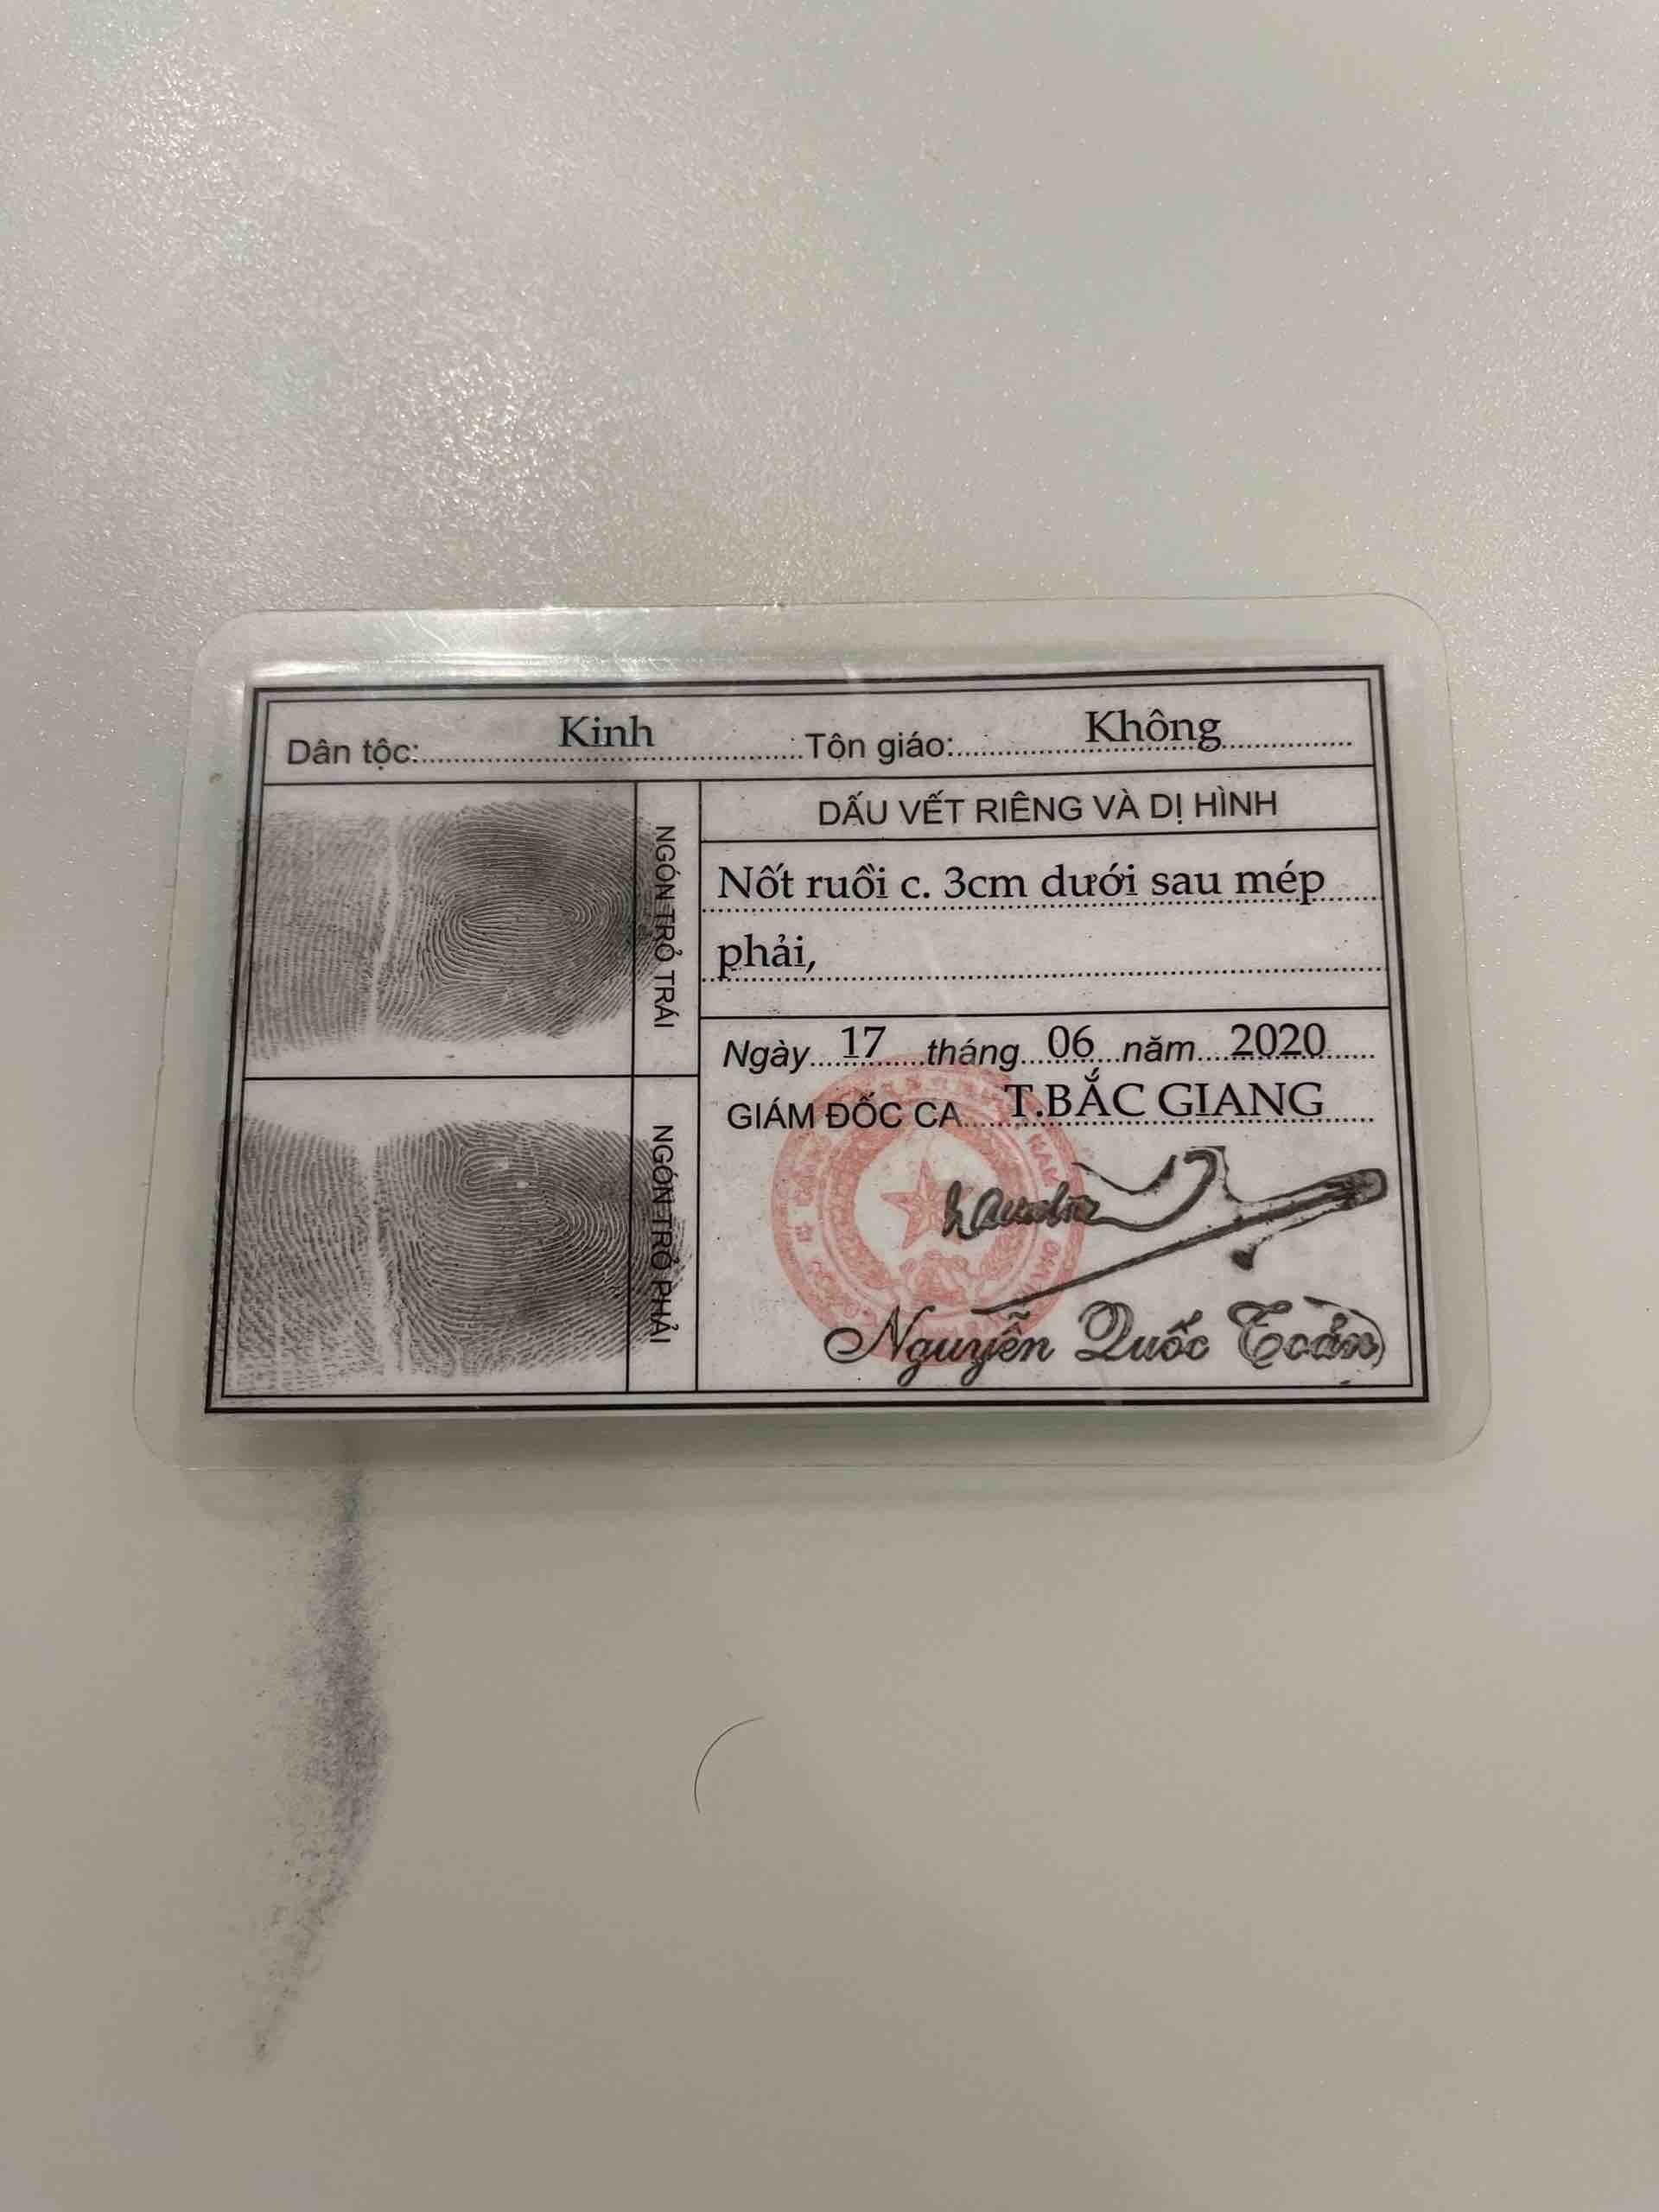 Dân tộc: Kinh Tôn giáo: Không
NGÓN TRỎ TRÁI
DẤU VẾT RIÊNG VÀ DỊ HÌNH
Nốt ruồi c. 3cm dưới sau mép
phải,
Ngày 17 tháng 06 năm 2020
GIÁM ĐỐC CA T.BẮC GIANG
NGÓN TRỎ PHẢI
Nguyễn Quốc Toản